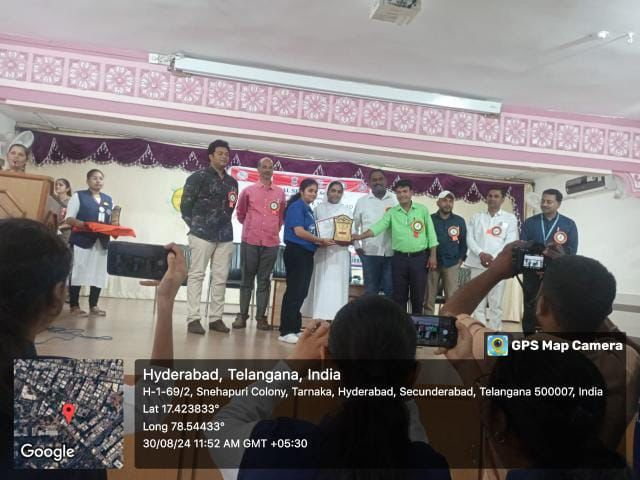 GPS Map Camera
Hyderabad, Telangana, India
H-1-69/2, Snehapuri Colony, Tarnaka, Hyderabad, Secunderabad, Telangana 500007, India
Lat 17.423833°
Long 78.54433°
30/08/24 11:52 AM GMT +05:30
Google